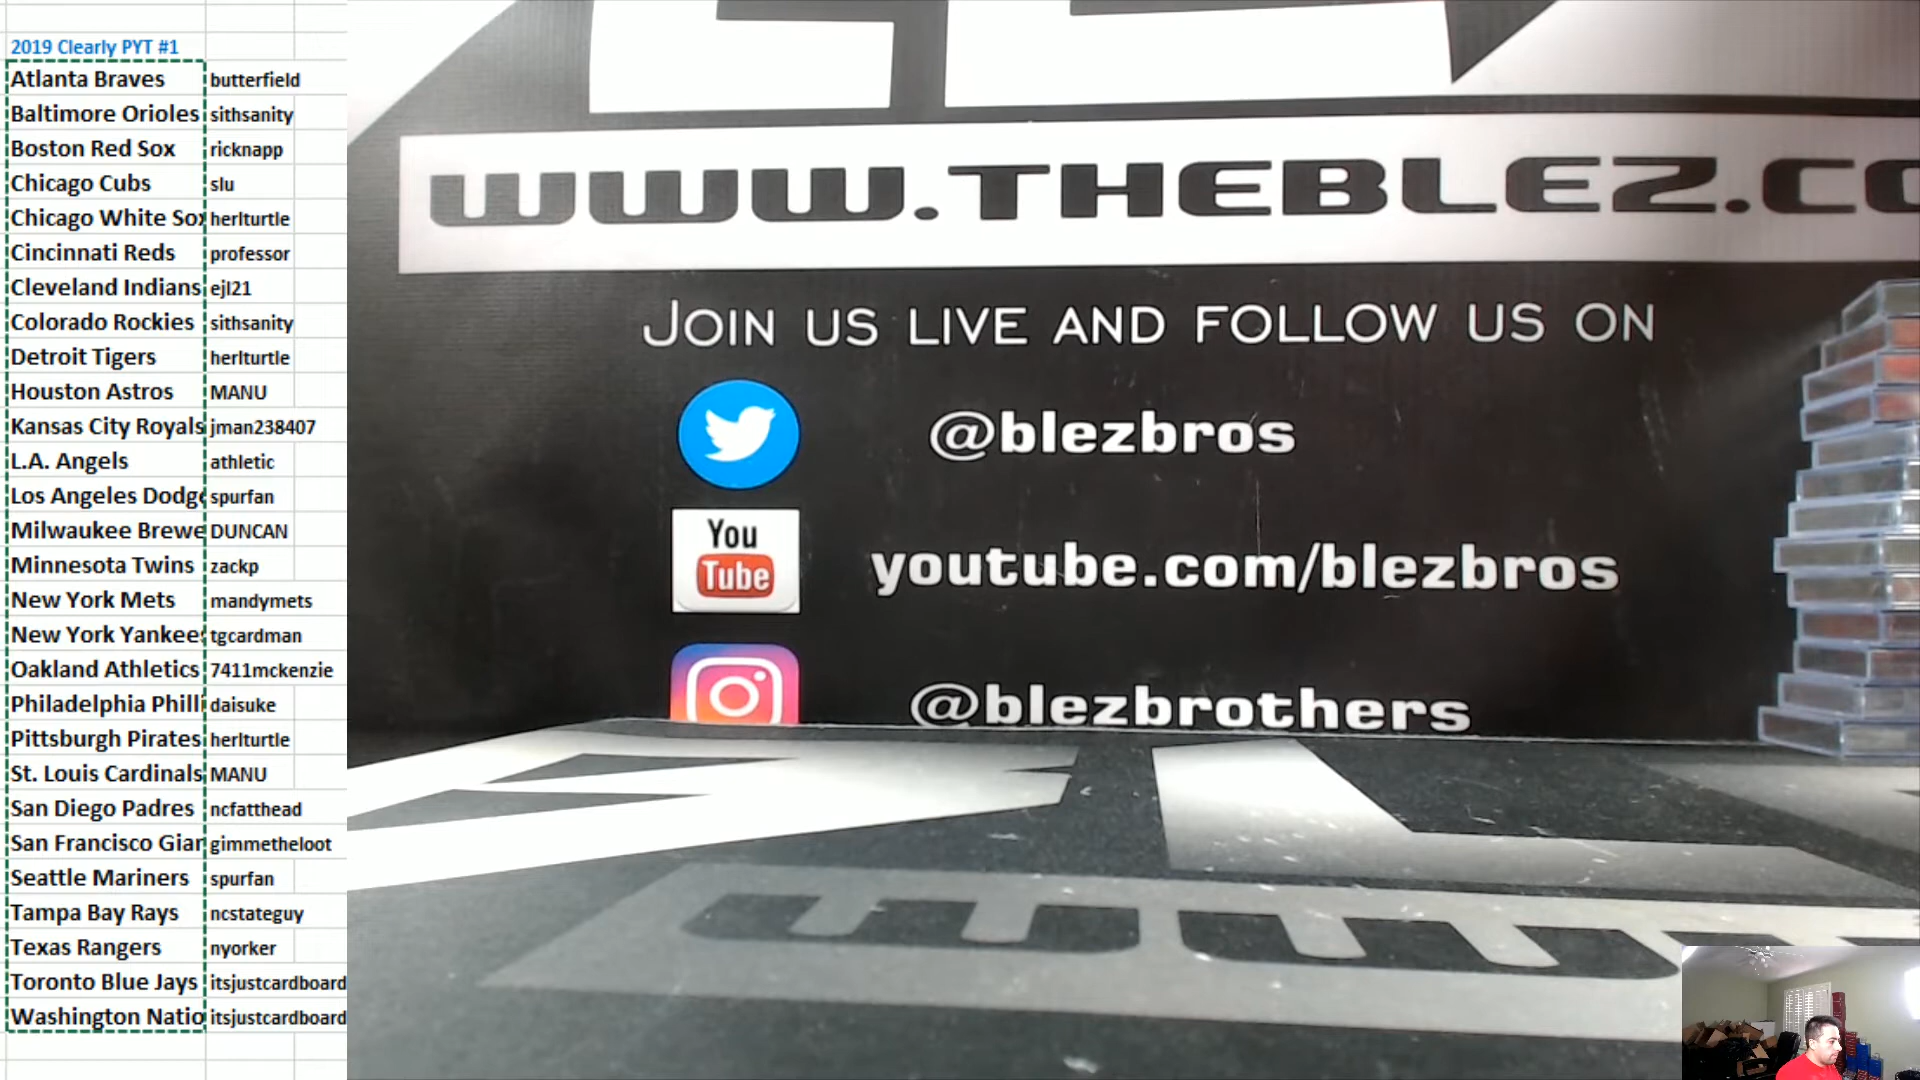 2019 Clearly PYT #1
Atlanta Braves butterfield
Baltimore Orioles sithsanity
Boston Red Sox ricknapp
Chicago Cubs slu
Chicago White Sox herlturtle
Cincinnati Reds professor
Cleveland Indians ejl21
Colorado Rockies sithsanity
Detroit Tigers herlturtle
Houston Astros MANU
Kansas City Royals jman238407
L.A. Angels athletic
Los Angeles Dodge spurfan
Milwaukee Brewe DUNCAN
Minnesota Twins zackp
New York Mets mandymets
New York Yankees tgcardman
Oakland Athletics 7411mckenzie
Philadelphia Philli daisuke
Pittsburgh Pirates herlturtle
St. Louis Cardinals MANU
San Diego Padres ncfatthead
San Francisco Gian gimmetheloot
Seattle Mariners spurfan
Tampa Bay Rays ncstateguy
Texas Rangers nyorker
Toronto Blue Jays itsjustcardboard
Washington Natio itsjustcardboard
WWW.THEBLEZ.CO
JOIN US LIVE AND FOLLOW US ON
@blezbros
You
Tube
youtube.com/blezbros
@blezbrothers